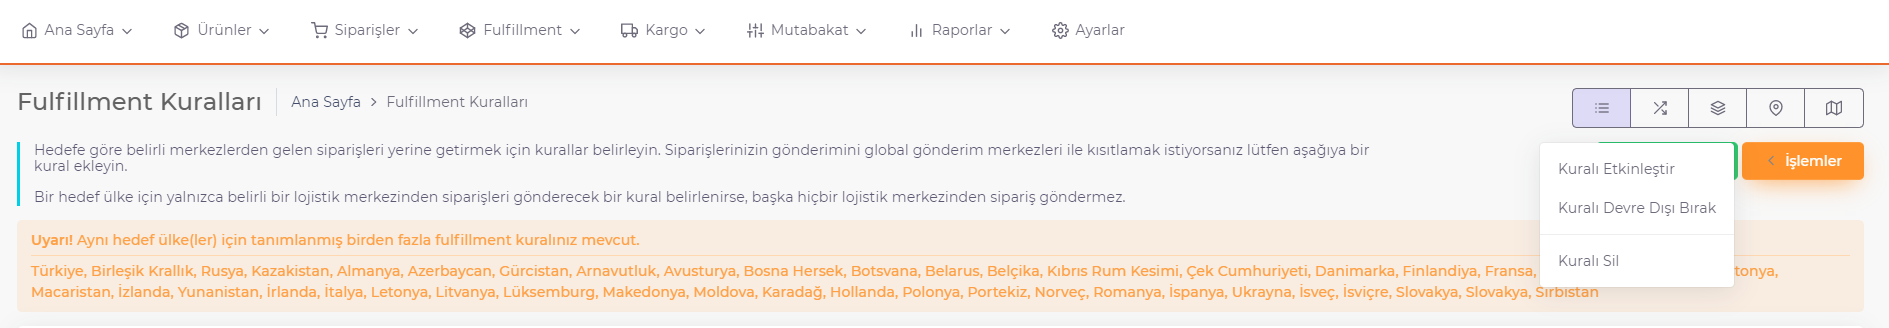 Ana Sayfa Ürünler Siparişler Fulfillment Kargo Mutabakat Raporlar Ayarlar
Fulfillment Kuralları Ana Sayfa > Fulfillment Kuralları
Hedefe göre belirli merkezlerden gelen siparişleri yerine getirmek için kurallar belirleyin. Siparişlerinizin gönderimini global gönderim merkezleri ile kısıtlamak istiyorsanız lütfen aşağıya bir
kural ekleyin.
Bir hedef ülke için yalnızca belirli bir lojistik merkezinden siparişleri gönderecek bir kural belirlenirse, başka hiçbir lojistik merkezinden sipariş göndermez.
İşlemler
Kuralı Etkinleştir
Kuralı Devre Dışı Bırak
Kuralı Sil
Uyarı! Aynı hedef ülke(ler) için tanımlanmış birden fazla fulfillment kuralınız mevcut.
Türkiye, Birleşik Krallık, Rusya, Kazakistan, Almanya, Azerbaycan, Gürcistan, Arnavutluk, Avusturya, Bosna Hersek, Botsvana, Belarus, Belçika, Kıbrıs Rum Kesimi, Çek Cumhuriyeti, Danimarka, Finlandiya, Fransa, tonya,
Macaristan, İzlanda, Yunanistan, İrlanda, İtalya, Letonya, Litvanya, Lüksemburg, Makedonya, Moldova, Karadağ, Hollanda, Polonya, Portekiz, Norveç, Romanya, İspanya, Ukrayna, İsveç, İsviçre, Slovakya, Slovakya, Sırbistan